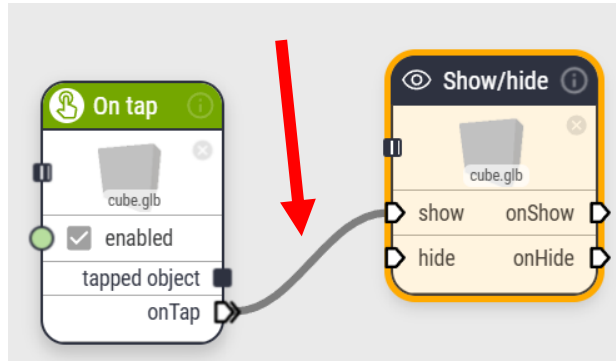 On tap
cube.glb
enabled
tapped object
onTap
Show/hide
cube.glb
show onShow
hide onHide